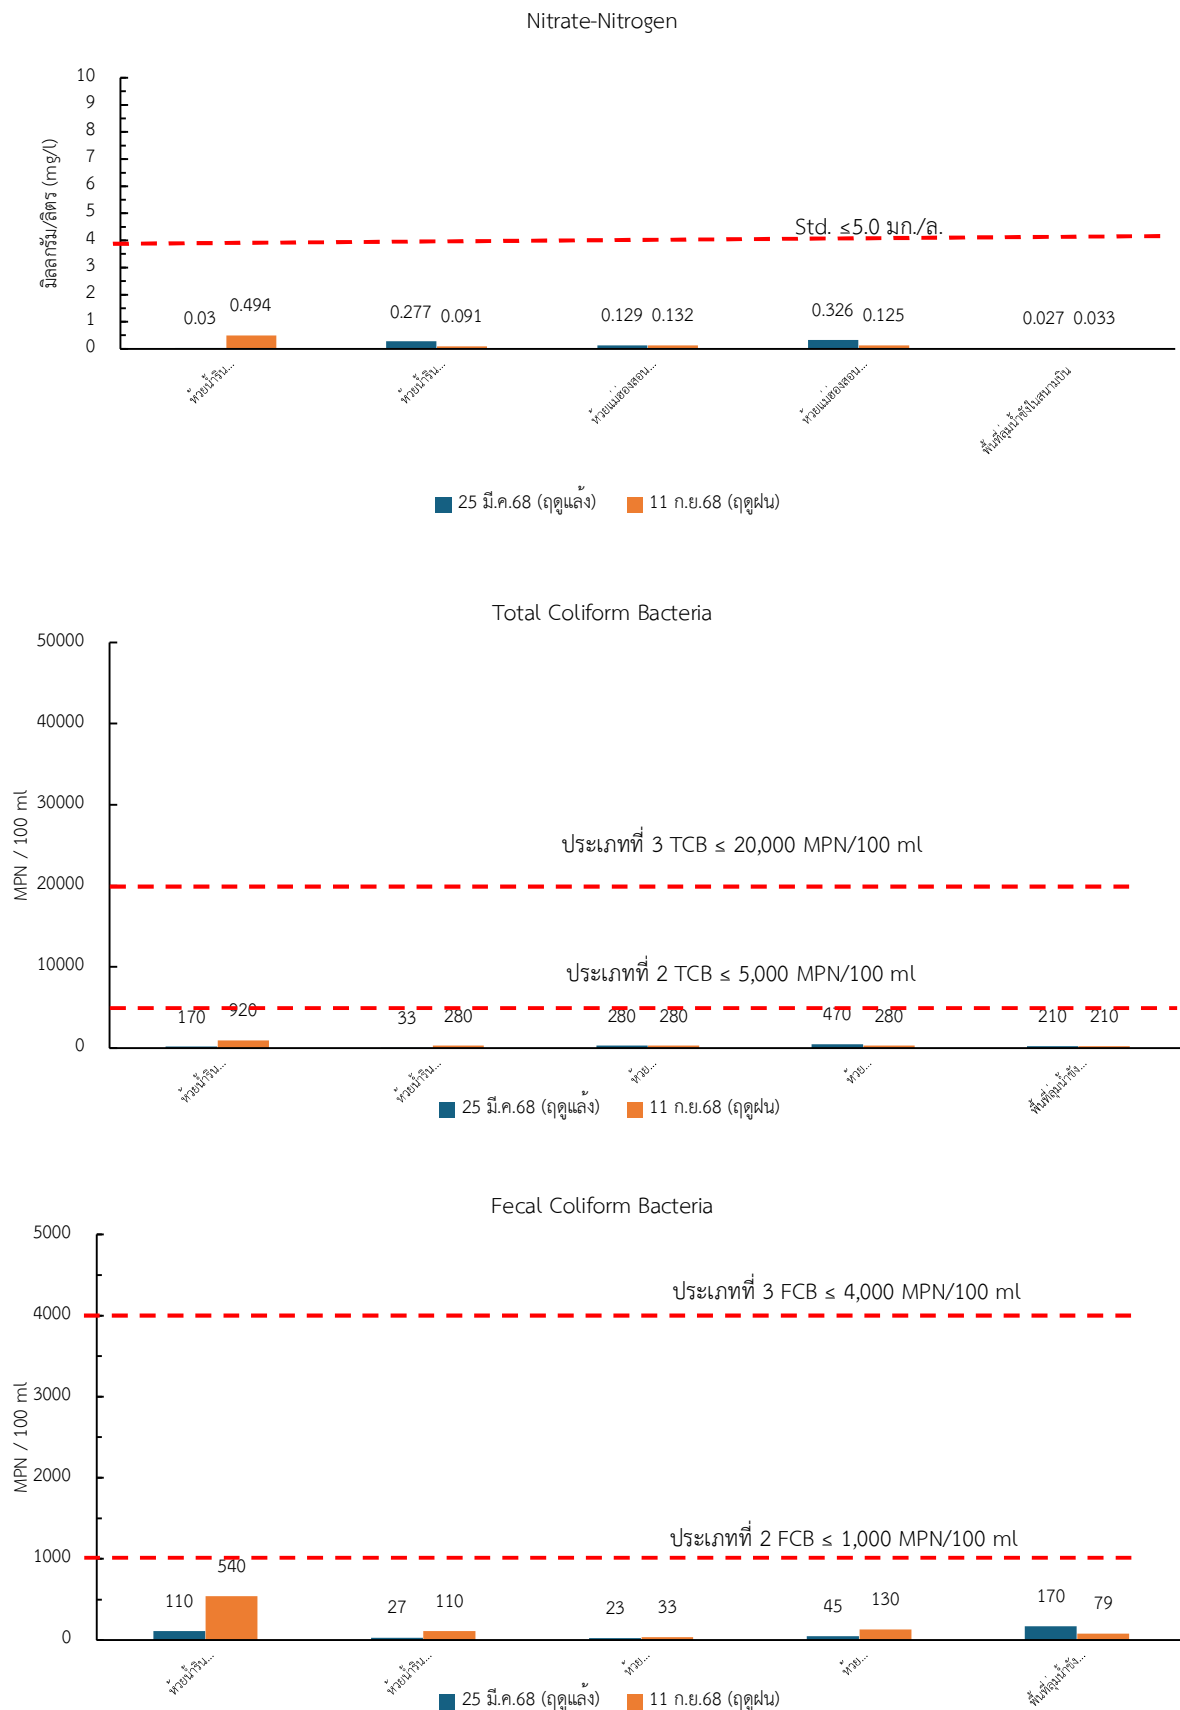 Nitrate-Nitrogen
10
9
8
7
6
5
4
3
2
1
0
มิลลกรัม/ลิตร (mg/l)
Std. ≤5.0 มก./ล.
0.03 0.494 0.277 0.091 0.129 0.132 0.326 0.125 0.027 0.033
ห้วยน้ำริน... ห้วยน้ำริน... ห้วยแม่ฮ่องสอน... ห้วยแม่ฮ่องสอน... พื้นที่ลุ่มน้ำขังในสนามบิน
25 มี.ค.68 (ฤดูแล้ง) 11 ก.ย.68 (ฤดูฝน)
Total Coliform Bacteria
50000
40000
30000
20000
10000
0
MPN / 100 ml
ประเภทที่ 3 TCB ≤ 20,000 MPN/100 ml
ประเภทที่ 2 TCB ≤ 5,000 MPN/100 ml
170 920 33 280 280 280 470 280 210 210
ห้วยน้ำริน... ห้วยน้ำริน... ห้วย... ห้วย... พื้นที่ลุ่มน้ำขัง...
25 มี.ค.68 (ฤดูแล้ง) 11 ก.ย.68 (ฤดูฝน)
Fecal Coliform Bacteria
5000
4000
3000
2000
1000
0
MPN / 100 ml
ประเภทที่ 3 FCB ≤ 4,000 MPN/100 ml
ประเภทที่ 2 FCB ≤ 1,000 MPN/100 ml
110 540 27 110 23 33 45 130 170 79
ห้วยน้ำริน... ห้วยน้ำริน... ห้วย... ห้วย... พื้นที่ลุ่มน้ำขัง...
25 มี.ค.68 (ฤดูแล้ง) 11 ก.ย.68 (ฤดูฝน)